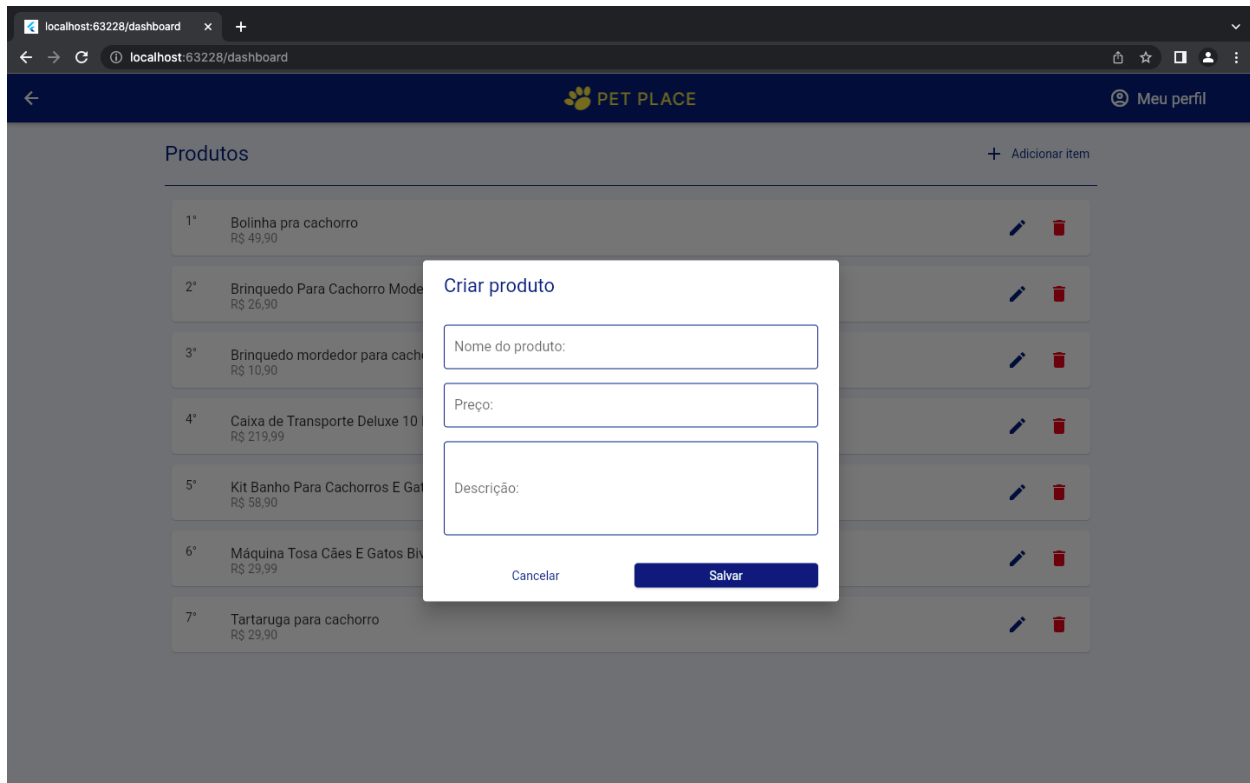 localhost:63228/dashboard
localhost:63228/dashboard
PET PLACE
Meu perfil
Produtos
Adicionar item
1°
Bolinha pra cachorro
R$ 49,90
2°
Brinquedo Para Cachorro Mode
R$ 26,90
3°
Brinquedo mordedor para cach
R$ 10,90
4°
Caixa de Transporte Deluxe 10
R$ 219,99
5°
Kit Banho Para Cachorros E Gat
R$ 58,90
6°
Máquina Tosa Cães E Gatos Biv
R$ 29,99
7°
Tartaruga para cachorro
R$ 29,90
Criar produto
Nome do produto:
Preço:
Descrição:
Cancelar
Salvar